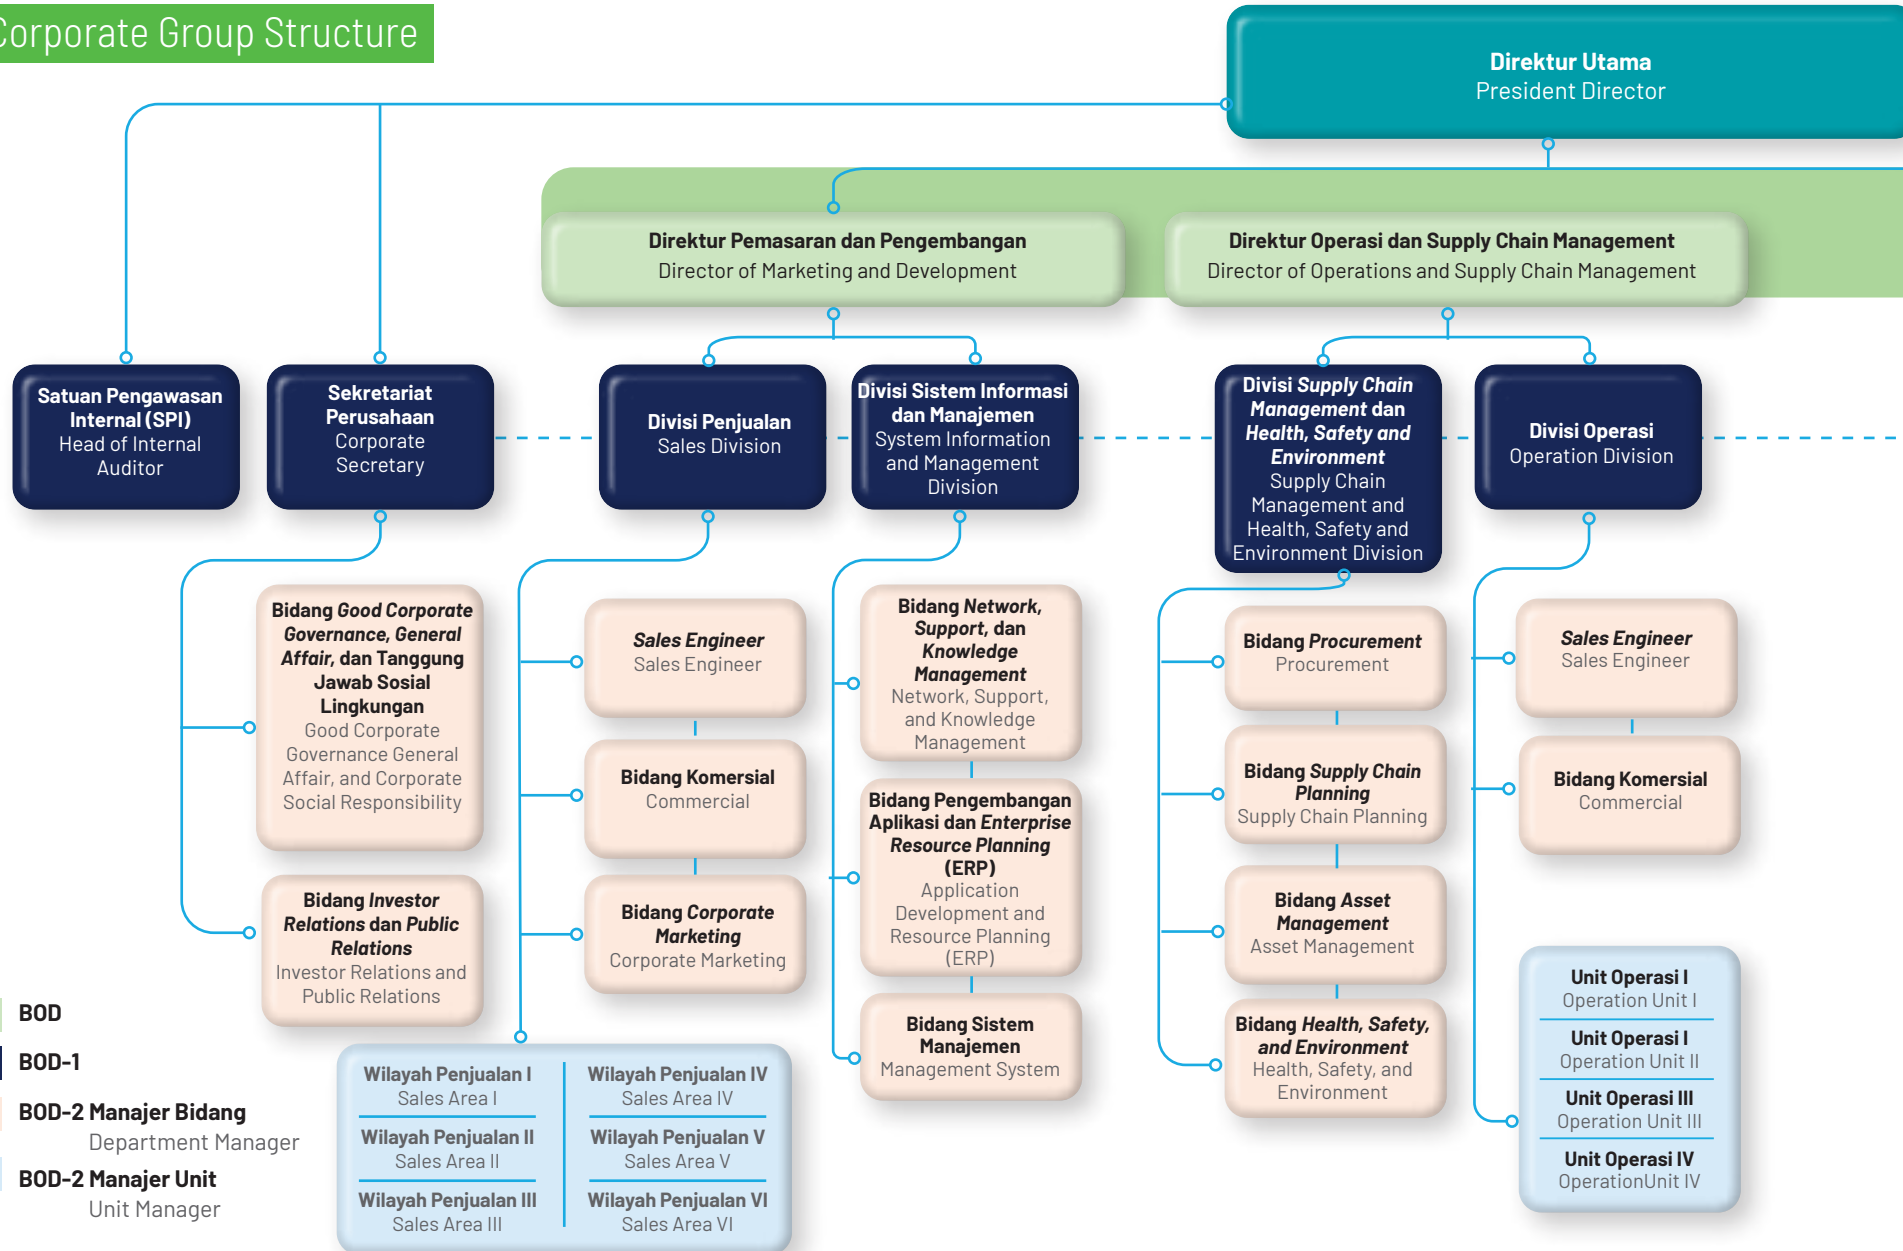 Corporate Group Structure
Direktur Utama
President Director
Direktur Pemasaran dan Pengembangan
Director of Marketing and Development
Direktur Operasi dan Supply Chain Management
Director of Operations and Supply Chain Management
Satuan Pengawasan
Internal (SPI)
Head of Internal
Auditor
Sekretariat
Perusahaan
Corporate
Secretary
Divisi Penjualan
Sales Division
Divisi Sistem Informasi
dan Manajemen
System Information
and Management
Division
Divisi Supply Chain
Management dan
Health, Safety and
Environment
Supply Chain
Management and
Health, Safety and
Environment Division
Divisi Operasi
Operation Division
Bidang Good Corporate
Governance, General
Affair, dan Tanggung
Jawab Sosial
Lingkungan
Good Corporate
Governance General
Affair, and Corporate
Social Responsibility
Bidang Investor
Relations dan Public
Relations
Investor Relations and
Public Relations
Sales Engineer
Sales Engineer
Bidang Komersial
Commercial
Bidang Corporate
Marketing
Corporate Marketing
Wilayah Penjualan I
Sales Area I
Wilayah Penjualan II
Sales Area II
Wilayah Penjualan III
Sales Area III
Wilayah Penjualan IV
Sales Area IV
Wilayah Penjualan V
Sales Area V
Wilayah Penjualan VI
Sales Area VI
Bidang Network,
Support, dan
Knowledge
Management
Network, Support,
and Knowledge
Management
Bidang Pengembangan
Aplikasi dan Enterprise
Resource Planning
(ERP)
Application
Development and
Resource Planning
(ERP)
Bidang Sistem
Manajemen
Management System
Bidang Procurement
Procurement
Bidang Supply Chain
Planning
Supply Chain Planning
Bidang Asset
Management
Asset Management
Bidang Health, Safety,
and Environment
Health, Safety, and
Environment
Sales Engineer
Sales Engineer
Bidang Komersial
Commercial
Unit Operasi I
Operation Unit I
Unit Operasi I
Operation Unit II
Unit Operasi III
Operation Unit III
Unit Operasi IV
OperationUnit IV
BOD
BOD-1
BOD-2 Manajer Bidang
Department Manager
BOD-2 Manajer Unit
Unit Manager